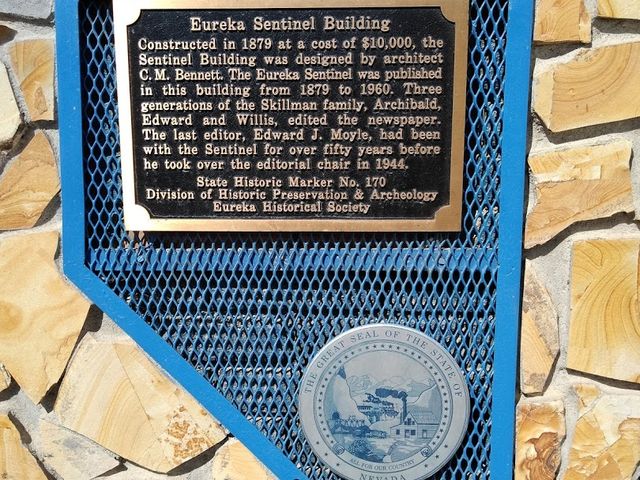 Eureka Sentinel Building
Constructed in 1879 at a cost of $10,000, the
Sentinel Building was designed by architect
C. M. Bennett. The Eureka Sentinel was published
in this building from 1879 to 1960. Three
generations of the Skillman family, Archibald,
Edward and Willis, edited the newspaper.
The last editor, Edward J. Moyle, had been
with the Sentinel for over fifty years before
he took over the editorial chair in 1944.
State Historic Marker No. 170
Division of Historic Preservation & Archeology
Eureka Historical Society
THE GREAT SEAL OF THE STATE OF
ALL FOR OUR COUNTRY
NEVADA